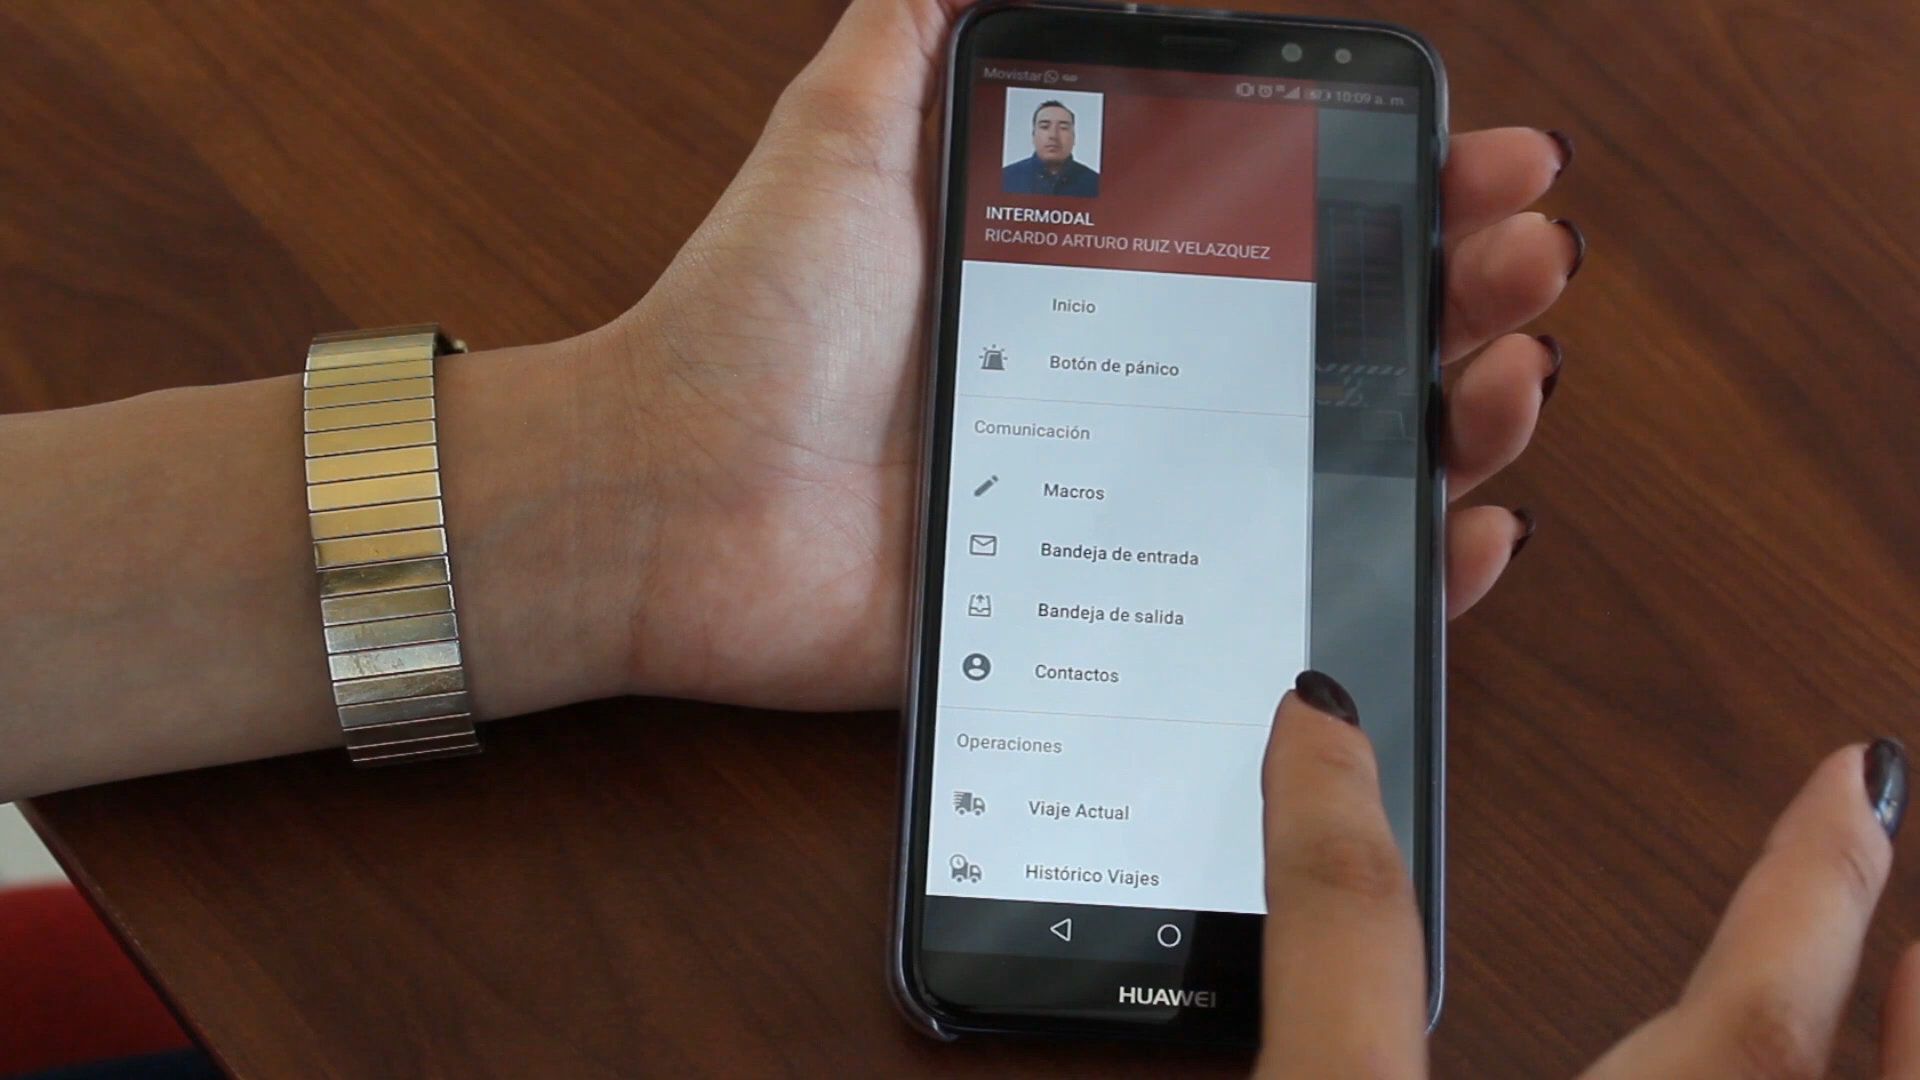 Movistar
10:09 a. m.
INTERMODAL
RICARDO ARTURO RUIZ VELAZQUEZ
Inicio
Botón de pánico
Comunicación
Macros
Bandeja de entrada
Bandeja de salida
Contactos
Operaciones
Viaje Actual
Histórico Viajes
HUAWEI